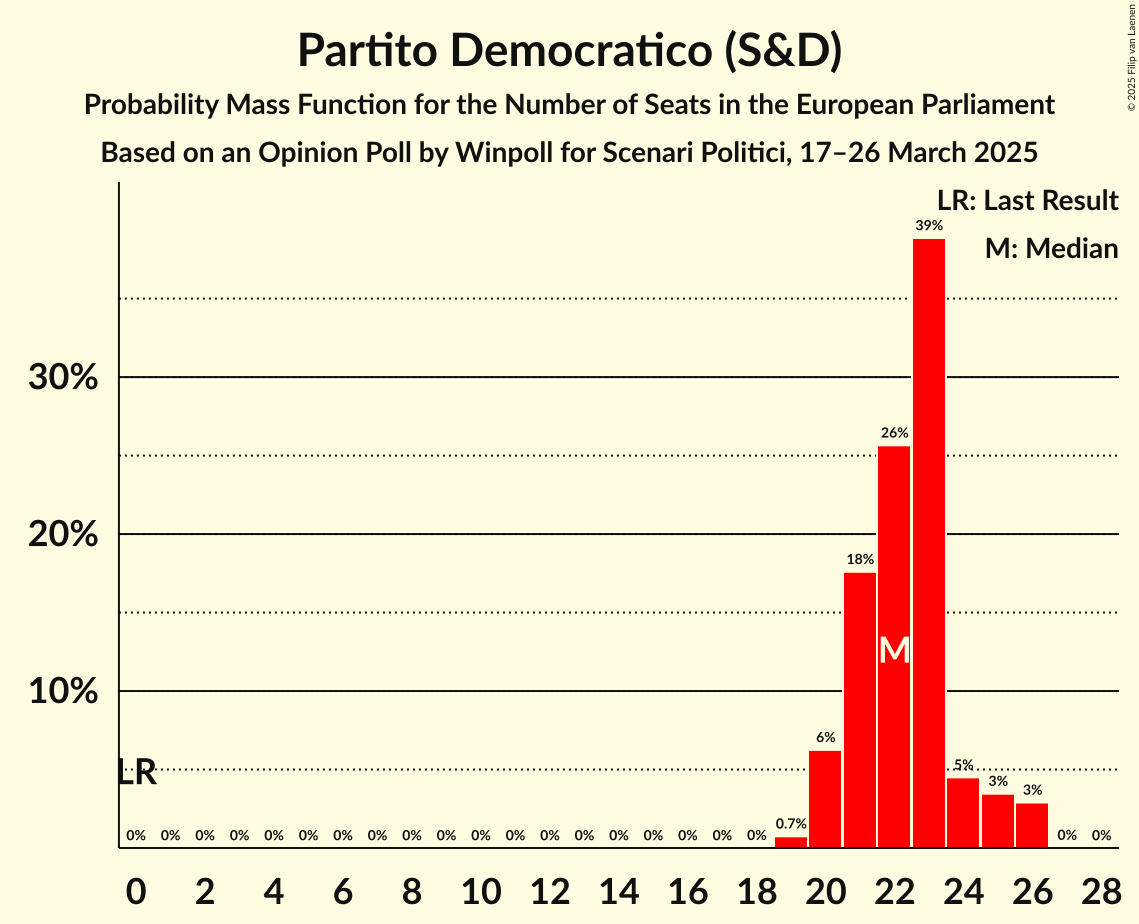 Partito Democratico (S&D)
Probability Mass Function for the Number of Seats in the European Parliament
Based on an Opinion Poll by Winpoll for Scenari Politici, 17–26 March 2025
© 2025 Filip van Laenen
LR: Last Result
M: Median
30%
20%
10%
LR
M
0% 0% 0% 0% 0% 0% 0% 0% 0% 0% 0% 0% 0% 0% 0% 0% 0% 0% 0% 0.7% 6% 18% 26% 39% 5% 3% 3% 0% 0%
0 2 4 6 8 10 12 14 16 18 20 22 24 26 28